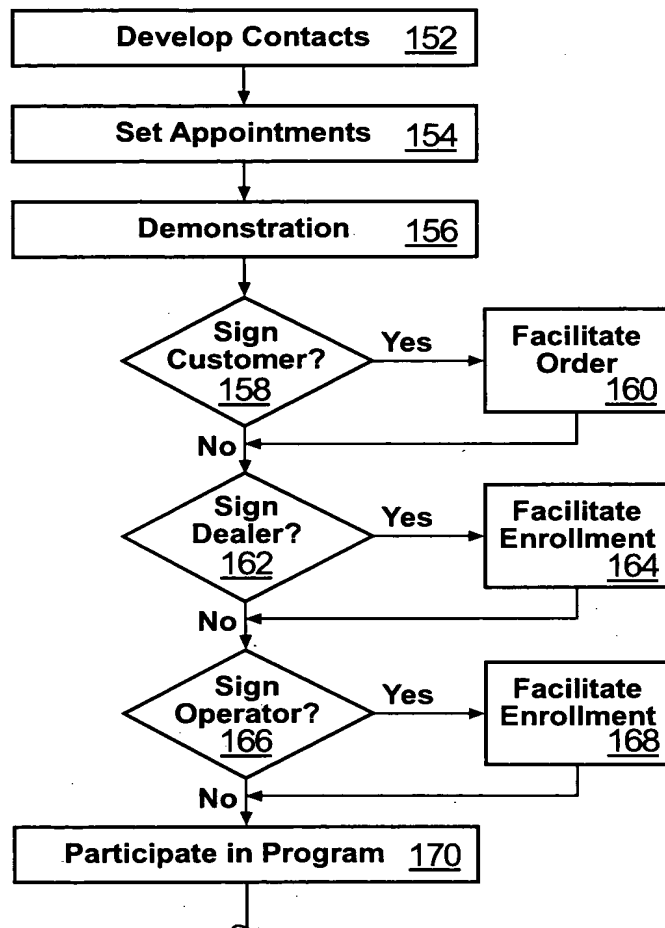 Develop Contacts 152
Set Appointments 154
Demonstration 156
Sign
Customer?
158
Yes
Facilitate
Order
160
No
Sign
Dealer?
162
Yes
Facilitate
Enrollment
164
No
Sign
Operator?
166
Yes
Facilitate
Enrollment
168
No
Participate in Program 170